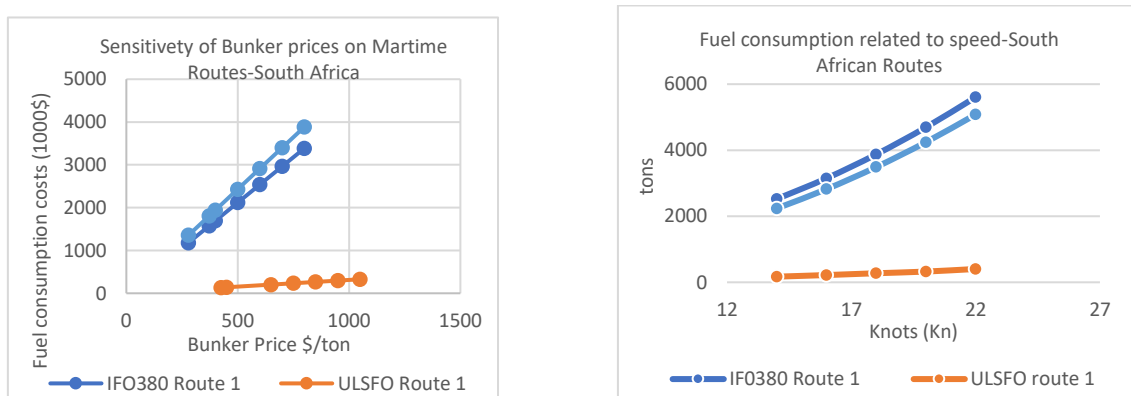 Sensitivety of Bunker prices on Martime
Routes-South Africa
Fuel consumption costs (1000$)
5000
4000
3000
2000
1000
0
0 500 1000 1500
Bunker Price $/ton
IFO380 Route 1 ULSFO Route 1
Fuel consumption related to speed-South
African Routes
tons
6000
4000
2000
0
12 17 22 27
Knots (Kn)
IF0380 Route 1 ULSFO route 1